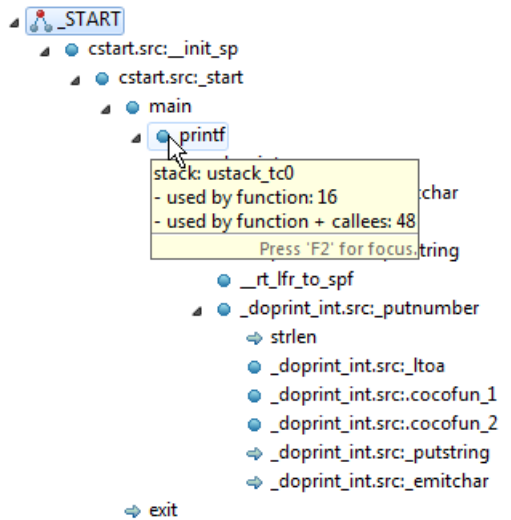 _START
cstart.src:__init_sp
cstart.src:_start
main
printf
stack: ustack_tc0
- used by function: 16
- used by function + callees: 48
Press 'F2' for focus.
tchar
tring
__rt_lfr_to_spf
_doprint_int.src:_putnumber
strlen
_doprint_int.src:_ltoa
_doprint_int.src:.cocofun_1
_doprint_int.src:.cocofun_2
_doprint_int.src:_putstring
_doprint_int.src:_emitchar
exit